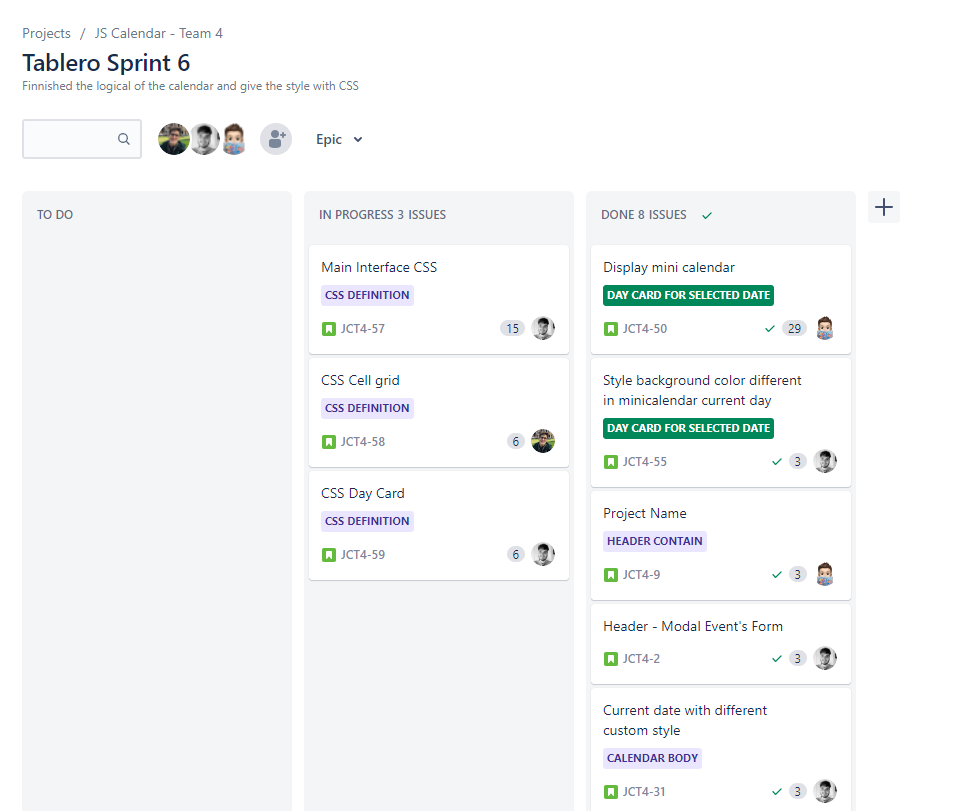 Projects / JS Calendar - Team 4
Tablero Sprint 6
Finnished the logical of the calendar and give the style with CSS
Epic
TO DO
IN PROGRESS 3 ISSUES
Main Interface CSS
CSS DEFINITION
JCT4-57 15
CSS Cell grid
CSS DEFINITION
JCT4-58 6
CSS Day Card
CSS DEFINITION
JCT4-59 6
DONE 8 ISSUES
Display mini calendar
DAY CARD FOR SELECTED DATE
JCT4-50 29
Style background color different
in minicalendar current day
DAY CARD FOR SELECTED DATE
JCT4-55 3
Project Name
HEADER CONTAIN
JCT4-9 3
Header - Modal Event's Form
JCT4-2 3
Current date with different
custom style
CALENDAR BODY
JCT4-31 3